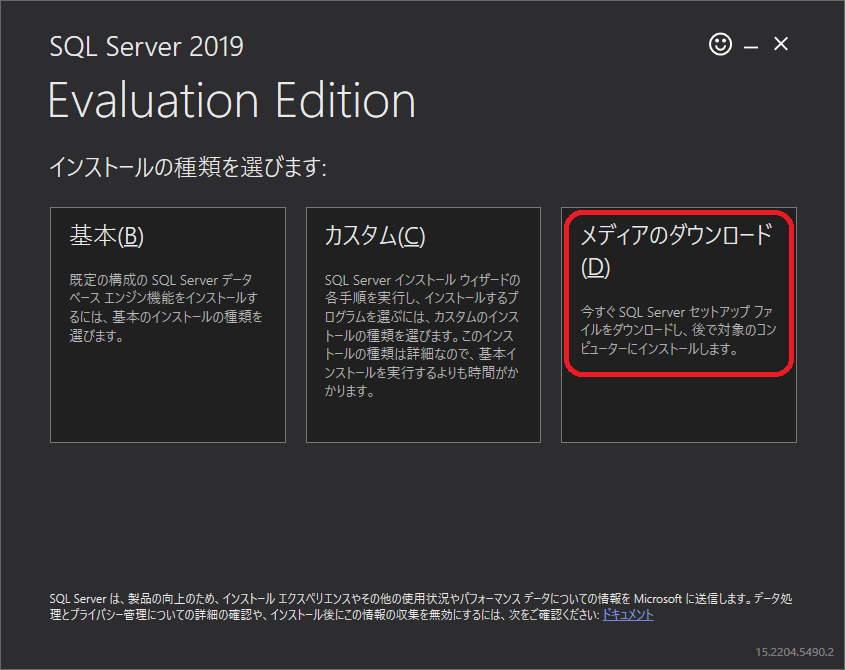 SQL Server 2019
Evaluation Edition
インストールの種類を選びます:
基本(B)
既定の構成の SQL Server データ
ベース エンジン機能をインストールす
るには、基本のインストールの種類を
選びます。
カスタム(C)
SQL Server インストール ウィザードの
各手順を実行し、インストールするプ
ログラムを選ぶには、カスタムのインス
トールの種類を選びます。このインス
トールの種類は詳細なので、基本イ
ンストールを実行するよりも時間がか
かります。
メディアのダウンロード
(D)
今すぐ SQL Server セットアップ ファ
イルをダウンロードし、後で対象のコン
ピューターにインストールします。
SQL Server は、製品の向上のため、インストール エクスペリエンスやその他の使用状況やパフォーマンス データについての情報を Microsoft に送信します。データ処
理とプライバシー管理についての詳細の確認や、インストール後にこの情報の収集を無効にするには、次をご確認ください: ドキュメント
15.2204.5490.2